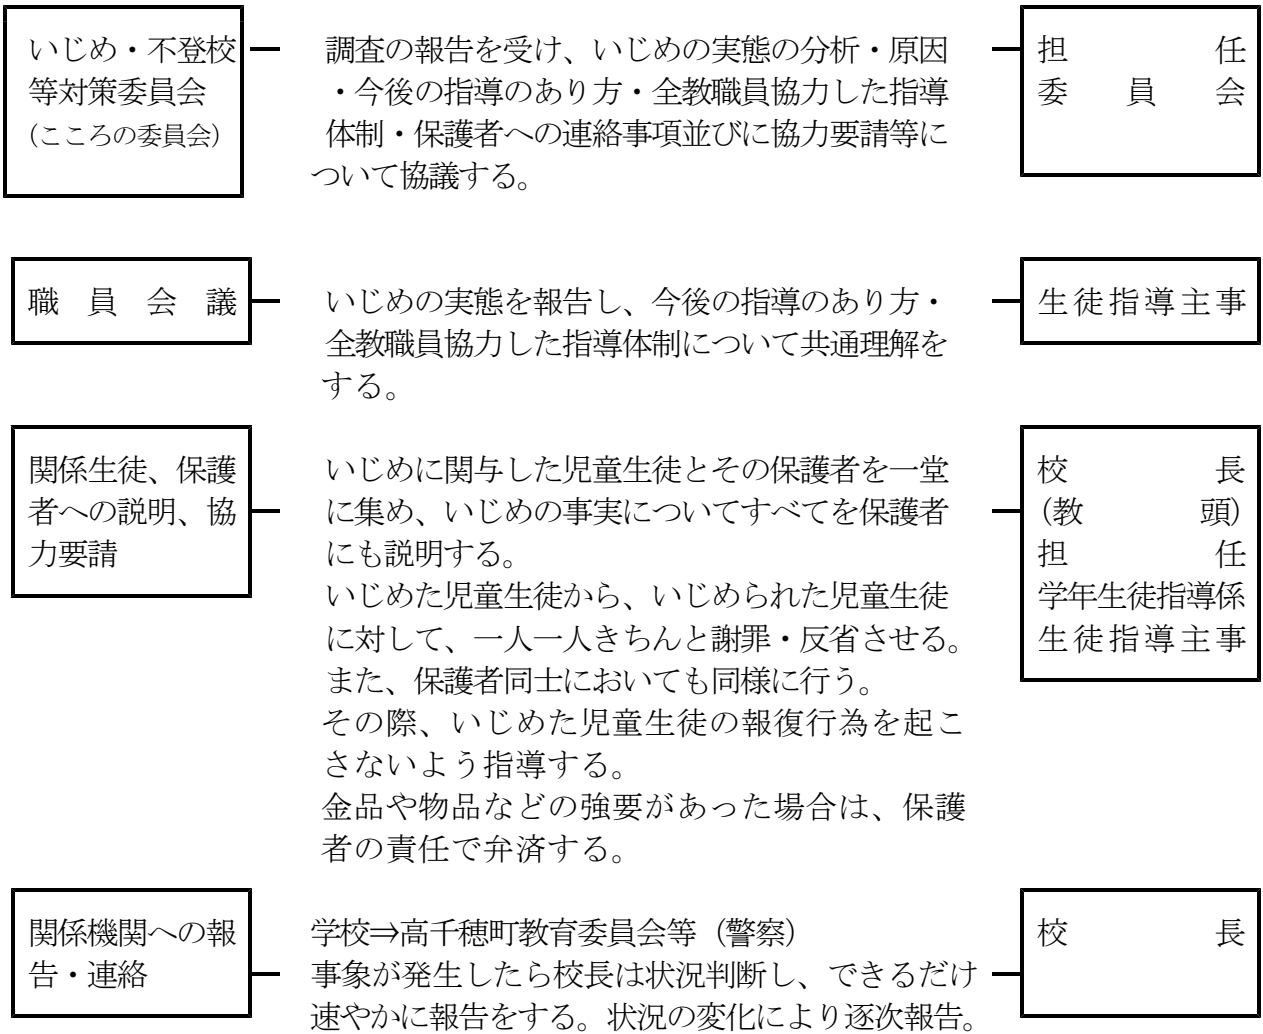 いじめ・不登校
等対策委員会
(こころの委員会)
調査の報告を受け、いじめの実態の分析・原因
・今後の指導のあり方・全教職員協力した指導
体制・保護者への連絡事項並びに協力要請等に
ついて協議する。
担任
委員会
職員会議
いじめの実態を報告し、今後の指導のあり方・
全教職員協力した指導体制について共通理解を
する。
生徒指導主事
関係生徒、保護
者への説明、協
力要請
いじめに関与した児童生徒とその保護者を一堂
に集め、いじめの事実についてすべてを保護者
にも説明する。
いじめた児童生徒から、いじめられた児童生徒
に対して、一人一人きちんと謝罪・反省させる。
また、保護者同士においても同様に行う。
その際、いじめた児童生徒の報復行為を起こ
さないよう指導する。
金品や物品などの強要があった場合は、保護
者の責任で弁済する。
校長
(教頭)
担任
学年生徒指導係
生徒指導主事
関係機関への報
告・連絡
学校⇒高千穂町教育委員会等（警察）
事象が発生したら校長は状況判断し、できるだけ
速やかに報告をする。状況の変化により逐次報告。
校長